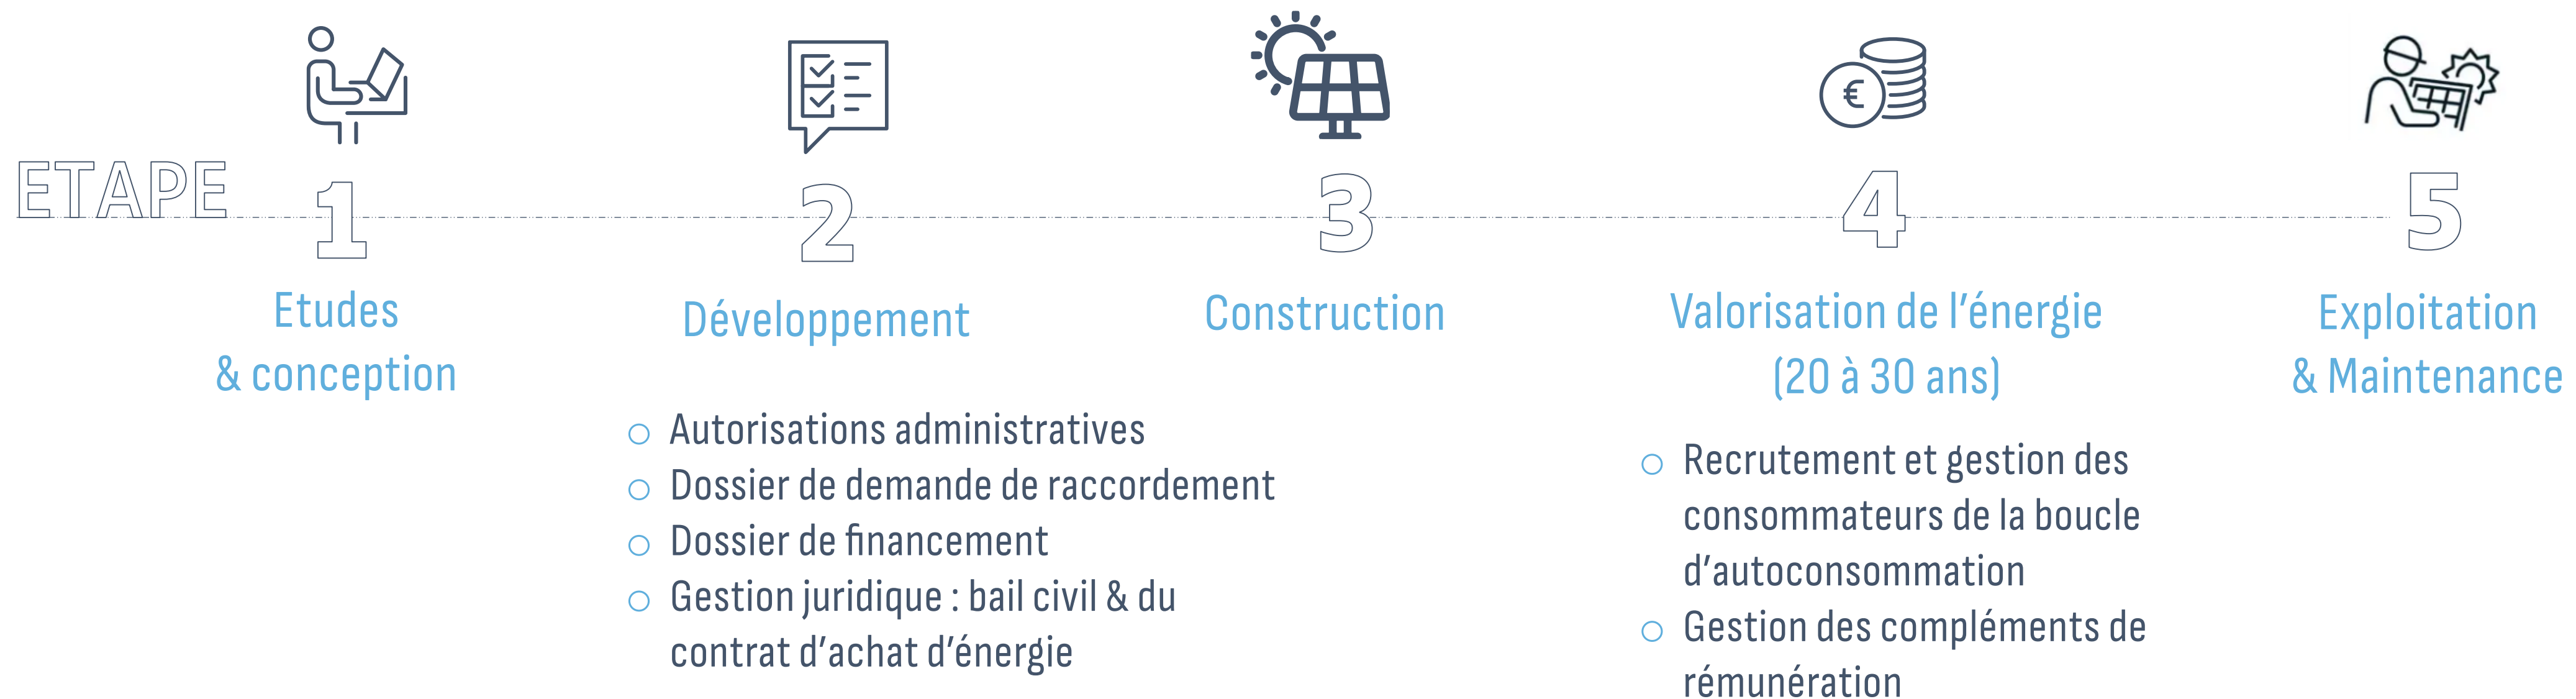 ETAPE
1
2
3
4
5
Etudes
& conception
Développement
Construction
Valorisation de l’énergie
(20 à 30 ans)
Exploitation
& Maintenance
Autorisations administratives
Dossier de demande de raccordement
Dossier de financement
Gestion juridique : bail civil & du
contrat d’achat d’énergie
Recrutement et gestion des
consommateurs de la boucle
d’autoconsommation
Gestion des compléments de
rémunération
€